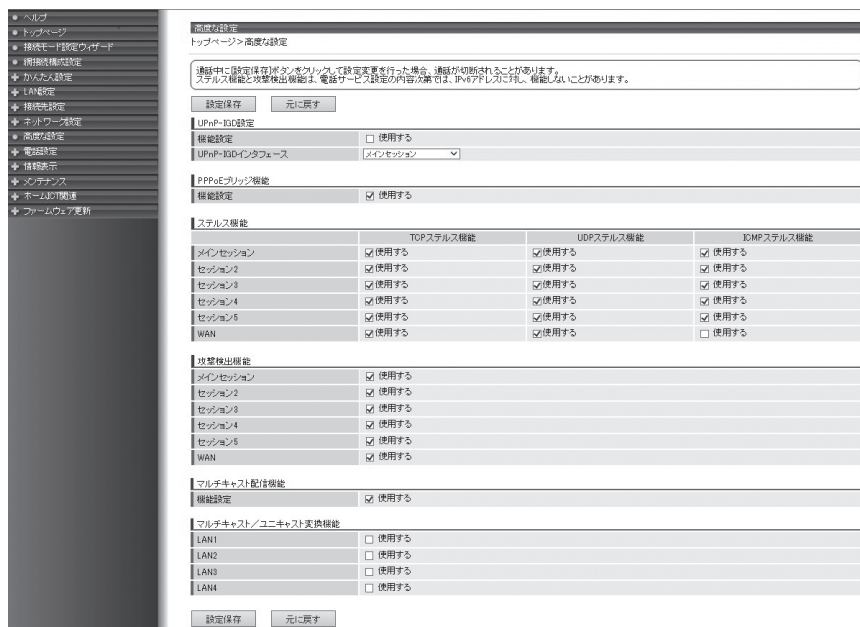 ヘルプ
トップページ
接続モード設定ウィザード
網接続構成設定
かんたん設定
LAN設定
接続先設定
ネットワーク設定
高度な設定
電話設定
情報表示
メンテナンス
ホームICT関連
ファームウェア更新
高度な設定
トップページ＞高度な設定
通話中に[設定保存]ボタンをクリックして設定変更を行った場合、通話が切断されることがあります。
ステルス機能と攻撃検出機能は、電話サービス設定の内容次第では、IPv6アドレスに対し、機能しないことがあります。
設定保存 元に戻す
UPnP-IGD設定
機能設定 使用する
UPnP-IGDインタフェース メインセッション
PPPoEブリッジ機能
機能設定 使用する
ステルス機能
TCPステルス機能 UDPステルス機能 ICMPステルス機能
メインセッション 使用する 使用する 使用する
セッション2 使用する 使用する 使用する
セッション3 使用する 使用する 使用する
セッション4 使用する 使用する 使用する
セッション5 使用する 使用する 使用する
WAN 使用する 使用する 使用する
攻撃検出機能
メインセッション 使用する
セッション2 使用する
セッション3 使用する
セッション4 使用する
セッション5 使用する
WAN 使用する
マルチキャスト配信機能
機能設定 使用する
マルチキャスト／ユニキャスト変換機能
LAN1 使用する
LAN2 使用する
LAN3 使用する
LAN4 使用する
設定保存 元に戻す